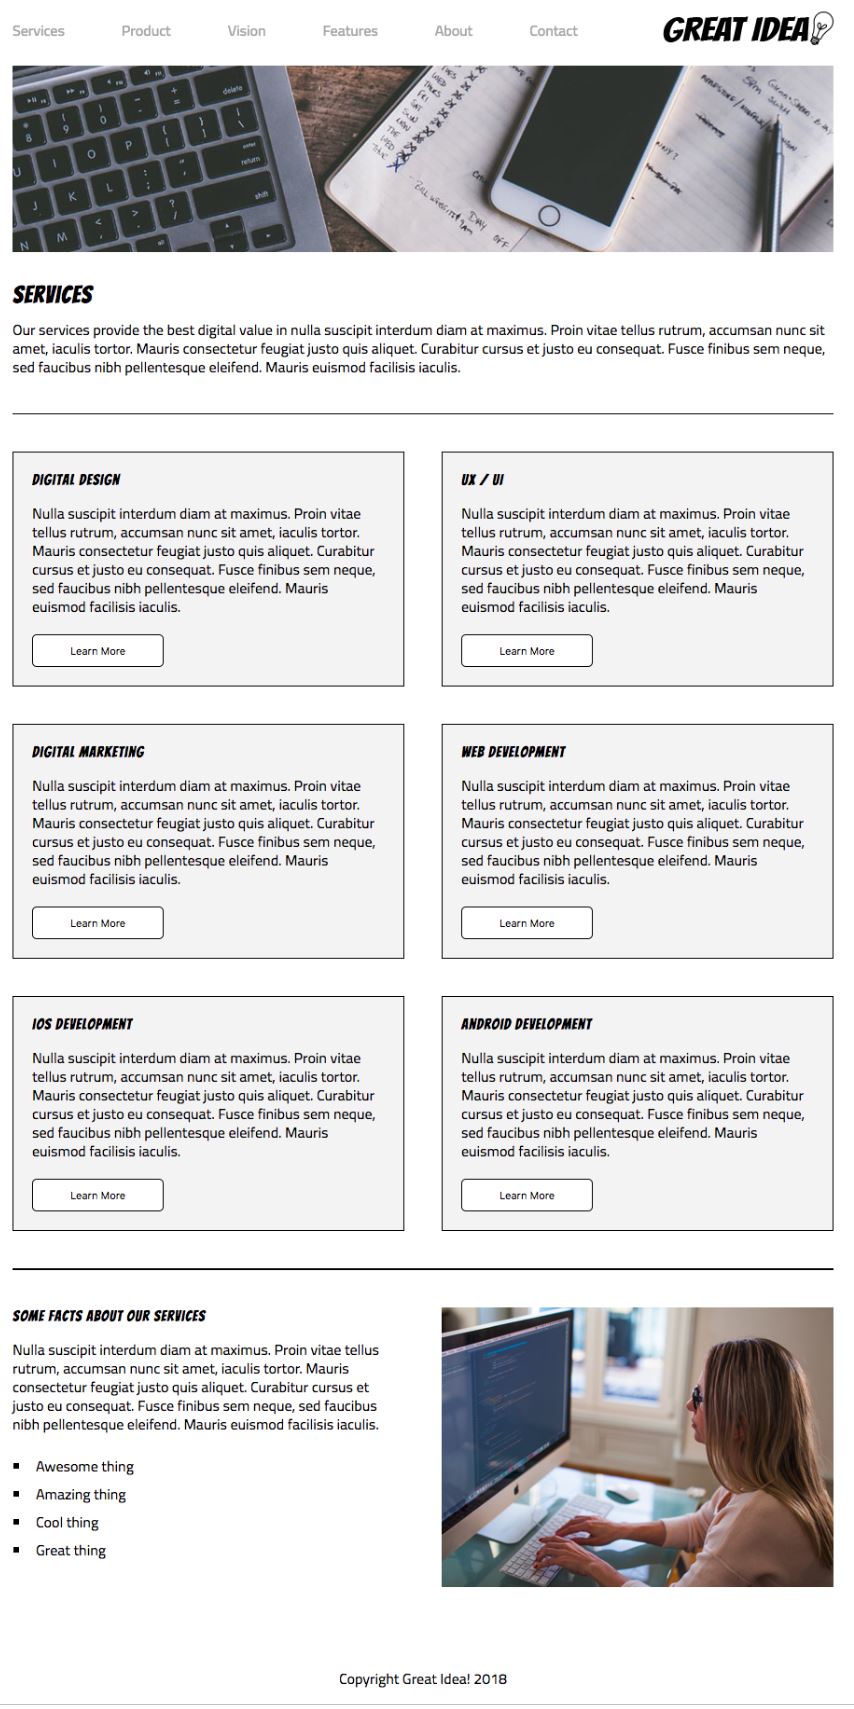 Services Product Vision Features About Contact GREAT IDEA
delete
return
shift
THE
WED
DAY
OFF
SERVICES
Our services provide the best digital value in nulla suscipit interdum diam at maximus. Proin vitae tellus rutrum, accumsan nunc sit
amet, iaculis tortor. Mauris consectetur feugiat justo quis aliquet. Curabitur cursus et justo eu consequat. Fusce finibus sem neque,
sed faucibus nibh pellentesque eleifend. Mauris euismod facilisis iaculis.
DIGITAL DESIGN
Nulla suscipit interdum diam at maximus. Proin vitae
tellus rutrum, accumsan nunc sit amet, iaculis tortor.
Mauris consectetur feugiat justo quis aliquet. Curabitur
cursus et justo eu consequat. Fusce finibus sem neque,
sed faucibus nibh pellentesque eleifend. Mauris
euismod facilisis iaculis.
Learn More
UX / UI
Nulla suscipit interdum diam at maximus. Proin vitae
tellus rutrum, accumsan nunc sit amet, iaculis tortor.
Mauris consectetur feugiat justo quis aliquet. Curabitur
cursus et justo eu consequat. Fusce finibus sem neque,
sed faucibus nibh pellentesque eleifend. Mauris
euismod facilisis iaculis.
Learn More
DIGITAL MARKETING
Nulla suscipit interdum diam at maximus. Proin vitae
tellus rutrum, accumsan nunc sit amet, iaculis tortor.
Mauris consectetur feugiat justo quis aliquet. Curabitur
cursus et justo eu consequat. Fusce finibus sem neque,
sed faucibus nibh pellentesque eleifend. Mauris
euismod facilisis iaculis.
Learn More
WEB DEVELOPMENT
Nulla suscipit interdum diam at maximus. Proin vitae
tellus rutrum, accumsan nunc sit amet, iaculis tortor.
Mauris consectetur feugiat justo quis aliquet. Curabitur
cursus et justo eu consequat. Fusce finibus sem neque,
sed faucibus nibh pellentesque eleifend. Mauris
euismod facilisis iaculis.
Learn More
IOS DEVELOPMENT
Nulla suscipit interdum diam at maximus. Proin vitae
tellus rutrum, accumsan nunc sit amet, iaculis tortor.
Mauris consectetur feugiat justo quis aliquet. Curabitur
cursus et justo eu consequat. Fusce finibus sem neque,
sed faucibus nibh pellentesque eleifend. Mauris
euismod facilisis iaculis.
Learn More
ANDROID DEVELOPMENT
Nulla suscipit interdum diam at maximus. Proin vitae
tellus rutrum, accumsan nunc sit amet, iaculis tortor.
Mauris consectetur feugiat justo quis aliquet. Curabitur
cursus et justo eu consequat. Fusce finibus sem neque,
sed faucibus nibh pellentesque eleifend. Mauris
euismod facilisis iaculis.
Learn More
SOME FACTS ABOUT OUR SERVICES
Nulla suscipit interdum diam at maximus. Proin vitae tellus
rutrum, accumsan nunc sit amet, iaculis tortor. Mauris
consectetur feugiat justo quis aliquet. Curabitur cursus et
justo eu consequat. Fusce finibus sem neque, sed faucibus
nibh pellentesque eleifend. Mauris euismod facilisis iaculis.
Awesome thing
Amazing thing
Cool thing
Great thing
Copyright Great Idea! 2018